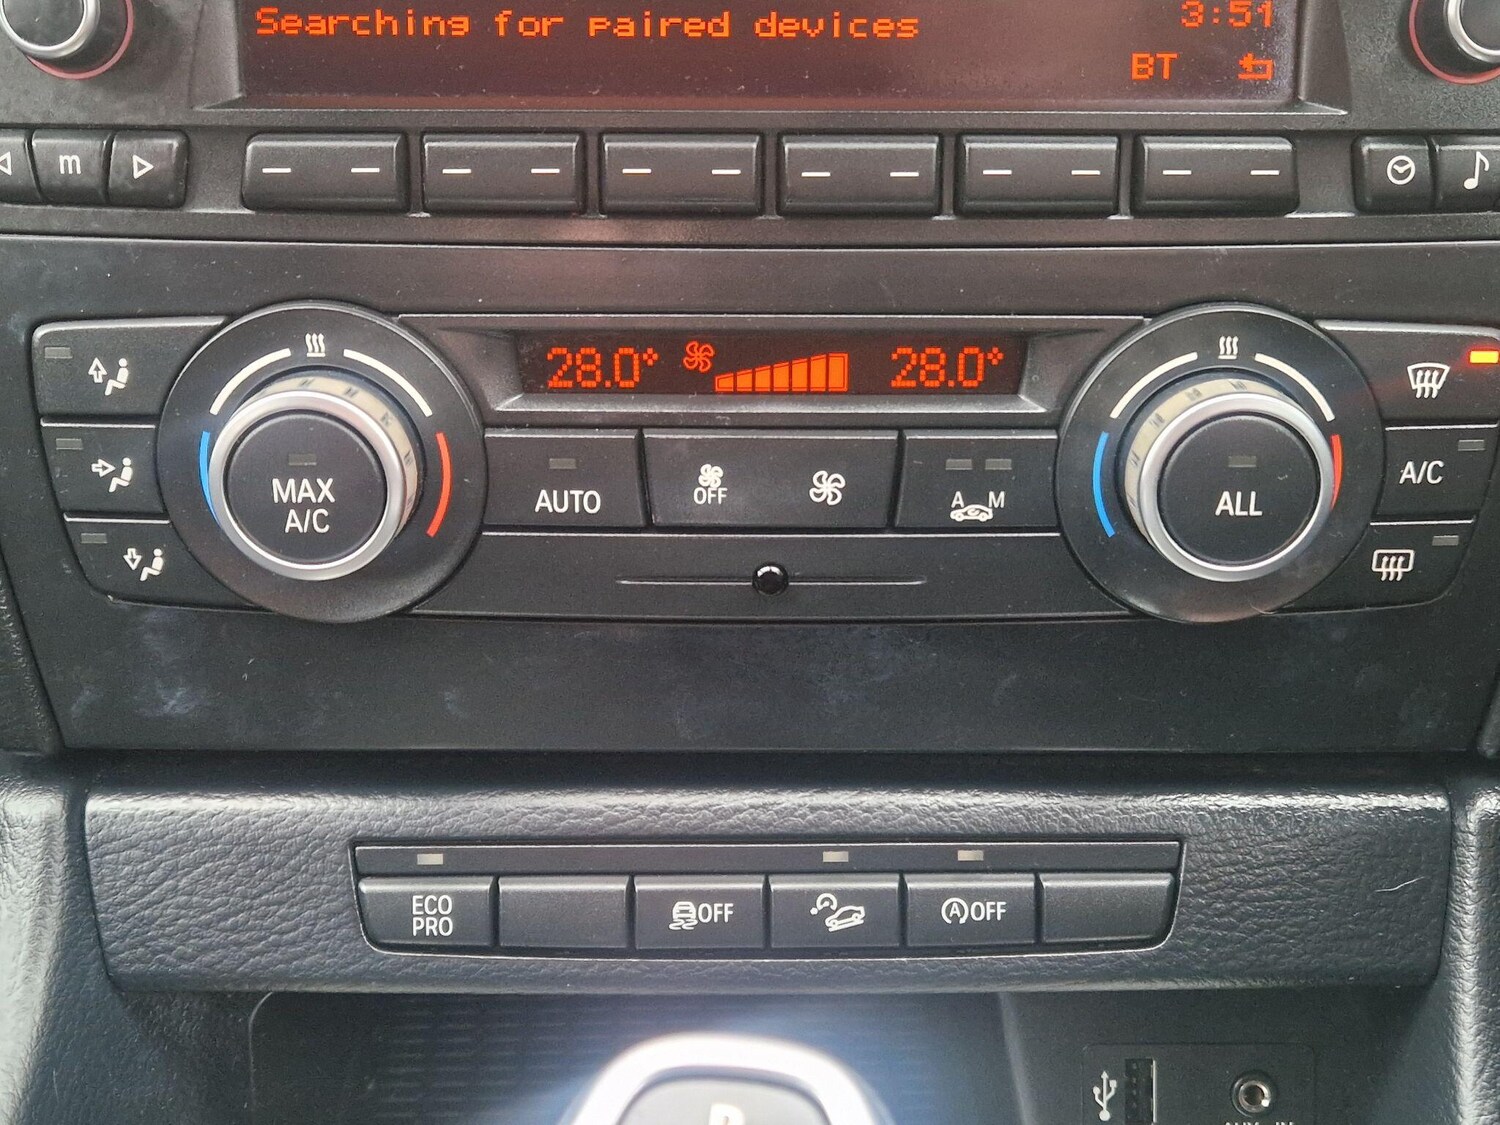 Searching for paired devices
3:51
BT
m
28.0°
28.0°
MAX
A/C
AUTO
OFF
A M
ALL
A/C
ECO
PRO
OFF
A OFF